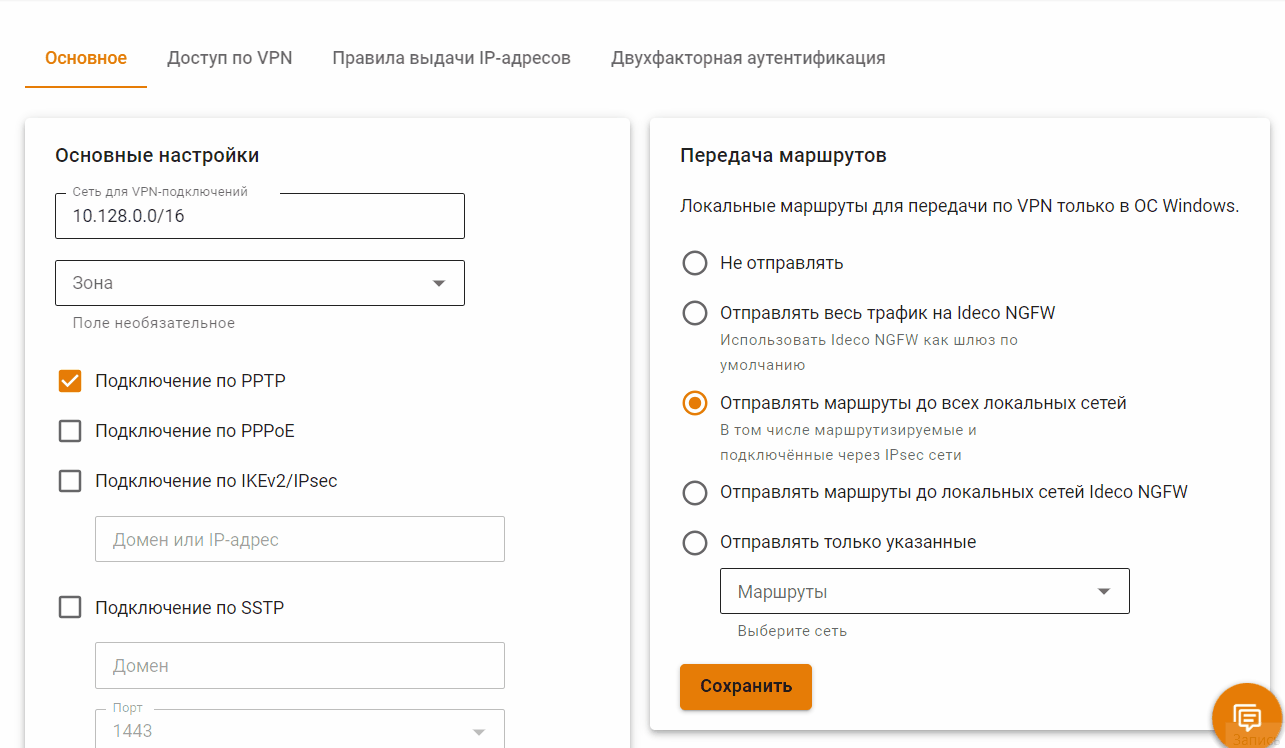 Основное
Доступ по VPN
Правила выдачи IP-адресов
Двухфакторная аутентификация
Основные настройки
Сеть для VPN-подключений
10.128.0.0/16
Зона
Поле необязательное
Подключение по PPTP
Подключение по PPPoE
Подключение по IKEv2/IPsec
Домен или IP-адрес
Подключение по SSTP
Домен
Порт
1443
Передача маршрутов
Локальные маршруты для передачи по VPN только в ОС Windows.
Не отправлять
Отправлять весь трафик на Ideco NGFW
Использовать Ideco NGFW как шлюз по
умолчанию
Отправлять маршруты до всех локальных сетей
В том числе маршрутизируемые и
подключённые через IPsec сети
Отправлять маршруты до локальных сетей Ideco NGFW
Отправлять только указанные
Маршруты
Выберите сеть
Сохранить